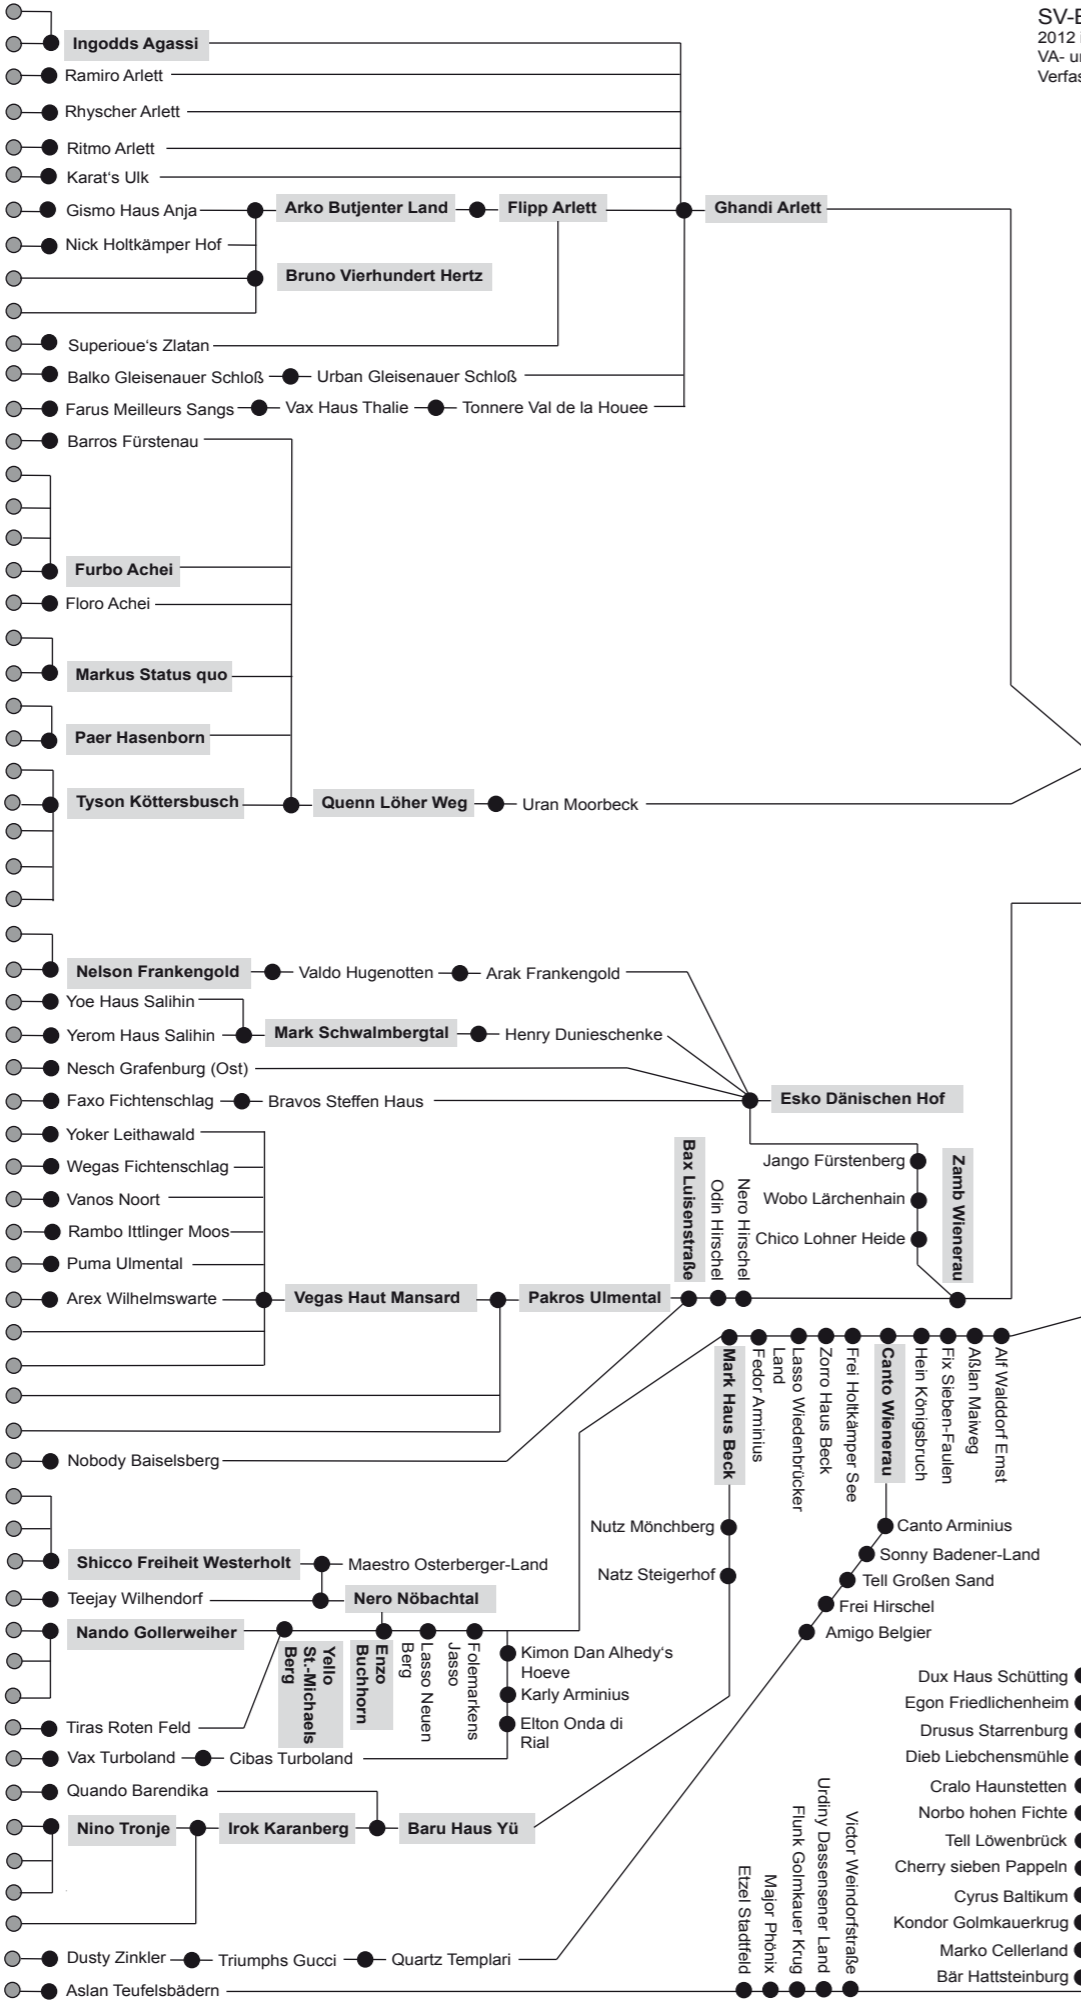 SV-B
2012 i
VA- un
Verfas
Ingodds Agassi
Ramiro Arlett
Rhyscher Arlett
Ritmo Arlett
Karat's Ulk
Gismo Haus Anja
Arko Butjenter Land
Flipp Arlett
Ghandi Arlett
Nick Holtkämper Hof
Bruno Vierhundert Hertz
Superioue's Zlatan
Balko Gleisenauer Schloß
Urban Gleisenauer Schloß
Farus Meilleurs Sangs
Vax Haus Thalie
Tonnere Val de la Houee
Barros Fürstenau
Furbo Achei
Floro Achei
Markus Status quo
Paer Hasenborn
Tyson Köttersbusch
Quenn Löher Weg
Uran Moorbeck
Nelson Frankengold
Valdo Hugenotten
Arak Frankengold
Yoe Haus Salihin
Yerom Haus Salihin
Mark Schwalmbergtal
Henry Dunieschenke
Nesch Grafenburg (Ost)
Faxo Fichtenschlag
Bravos Steffen Haus
Esko Dänischen Hof
Yoker Leithawald
Wegas Fichtenschlag
Vanos Noort
Rambo Ittlinger Moos
Puma Ulmental
Arex Wilhelmswarte
Vegas Haut Mansard
Pakros Ulmental
Bax Luisenstraße
Odin Hirschel
Nero Hirschel
Jango Fürstenberg
Wobo Lärchenhain
Chico Lohner Heide
Zamb Wienerau
Mark Haus Beck
Fedor Arminius
Land
Lasso Wiedenbrücker
Zorro Haus Beck
Frei Holtkämper See
Canto Wienerau
Hein Königsbruch
Fix Sieben-Faulen
Aßlan Maiweg
Alf Walddorf Emst
Nobody Baiselsberg
Nutz Mönchberg
Natz Steigerhof
Canto Arminius
Sonny Badener-Land
Tell Großen Sand
Frei Hirschel
Amigo Belgier
Shicco Freiheit Westerholt
Maestro Osterberger-Land
Teejay Wilhendorf
Nero Nöbachtal
Nando Gollerweiher
Yello
St.-Michaels
Berg
Enzo
Buchhorn
Lasso Neuen
Berg
Folemarkens
Jasso
Kimon Dan Alhedy's
Hoeve
Karly Arminius
Elton Onda di
Rial
Tiras Roten Feld
Vax Turboland
Cibas Turboland
Quando Barendika
Nino Tronje
Irok Karanberg
Baru Haus Yü
Dusty Zinkler
Triumphs Gucci
Quartz Templari
Aslan Teufelsbädern
Etzel Stadtfeld
Major Phönix
Flunk Golmkauer Krug
Urdiny Dassensener Land
Victor Weindorfstraße
Dux Haus Schütting
Egon Friedlichenheim
Drusus Starrenburg
Dieb Liebchensmühle
Cralo Haunstetten
Norbo hohen Fichte
Tell Löwenbrück
Cherry sieben Pappeln
Cyrus Baltikum
Kondor Golmkauerkrug
Marko Cellerland
Bär Hattsteinburg